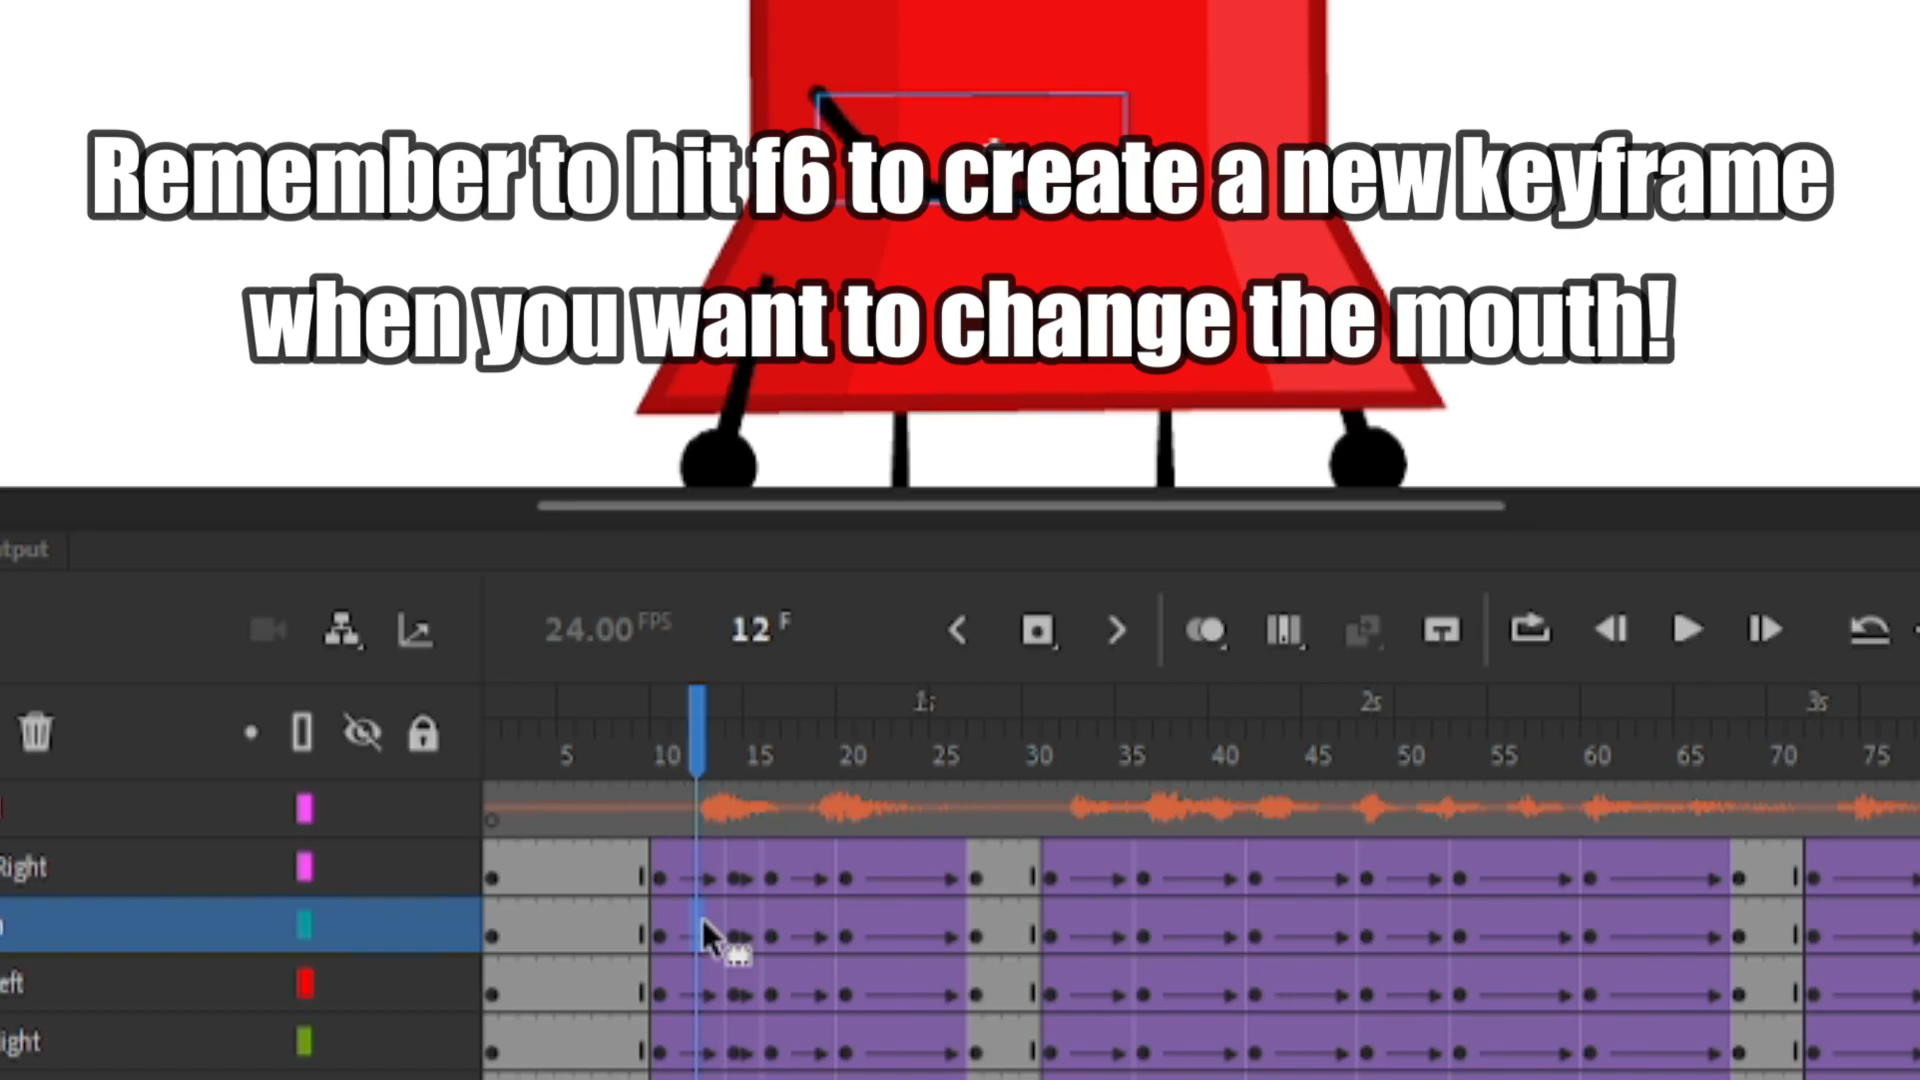 Remember to hit f6 to create a new keyframe
when you want to change the mouth!
tput
24.00 FPS 12 F
1s 2s 3s
5 10 15 20 25 30 35 40 45 50 55 60 65 70 75
Right
eft
ight